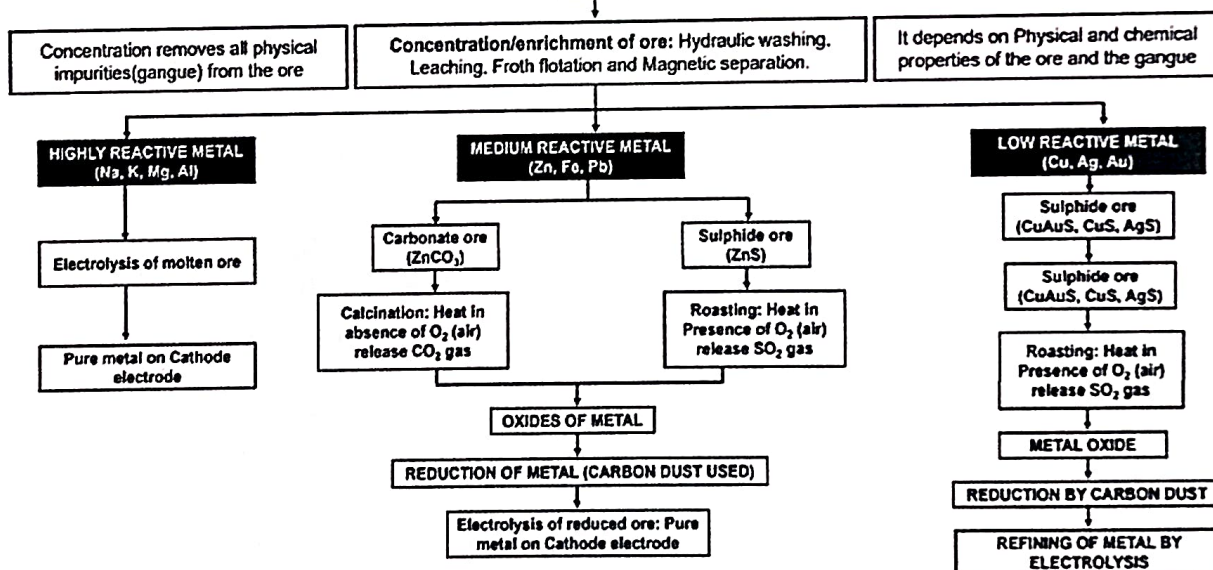 Concentration removes all physical
impurities(gangue) from the ore
Concentration/enrichment of ore: Hydraulic washing.
Leaching. Froth flotation and Magnetic separation.
It depends on Physical and chemical
properties of the ore and the gangue
HIGHLY REACTIVE METAL
(Na, K, Mg, Al)
MEDIUM REACTIVE METAL
(Zn, Fe, Pb)
LOW REACTIVE METAL
(Cu, Ag, Au)
Electrolysis of molten ore
Pure metal on Cathode
electrode
Carbonate ore
(ZnCO₃)
Calcination: Heat in
absence of O₂ (air)
release CO₂ gas
Sulphide ore
(ZnS)
Roasting: Heat in
Presence of O₂ (air)
release SO₂ gas
OXIDES OF METAL
REDUCTION OF METAL (CARBON DUST USED)
Electrolysis of reduced ore: Pure
metal on Cathode electrode
Sulphide ore
(CuAuS, CuS, AgS)
Sulphide ore
(CuAuS, CuS, AgS)
Roasting: Heat in
Presence of O₂ (air)
release SO₂ gas
METAL OXIDE
REDUCTION BY CARBON DUST
REFINING OF METAL BY
ELECTROLYSIS